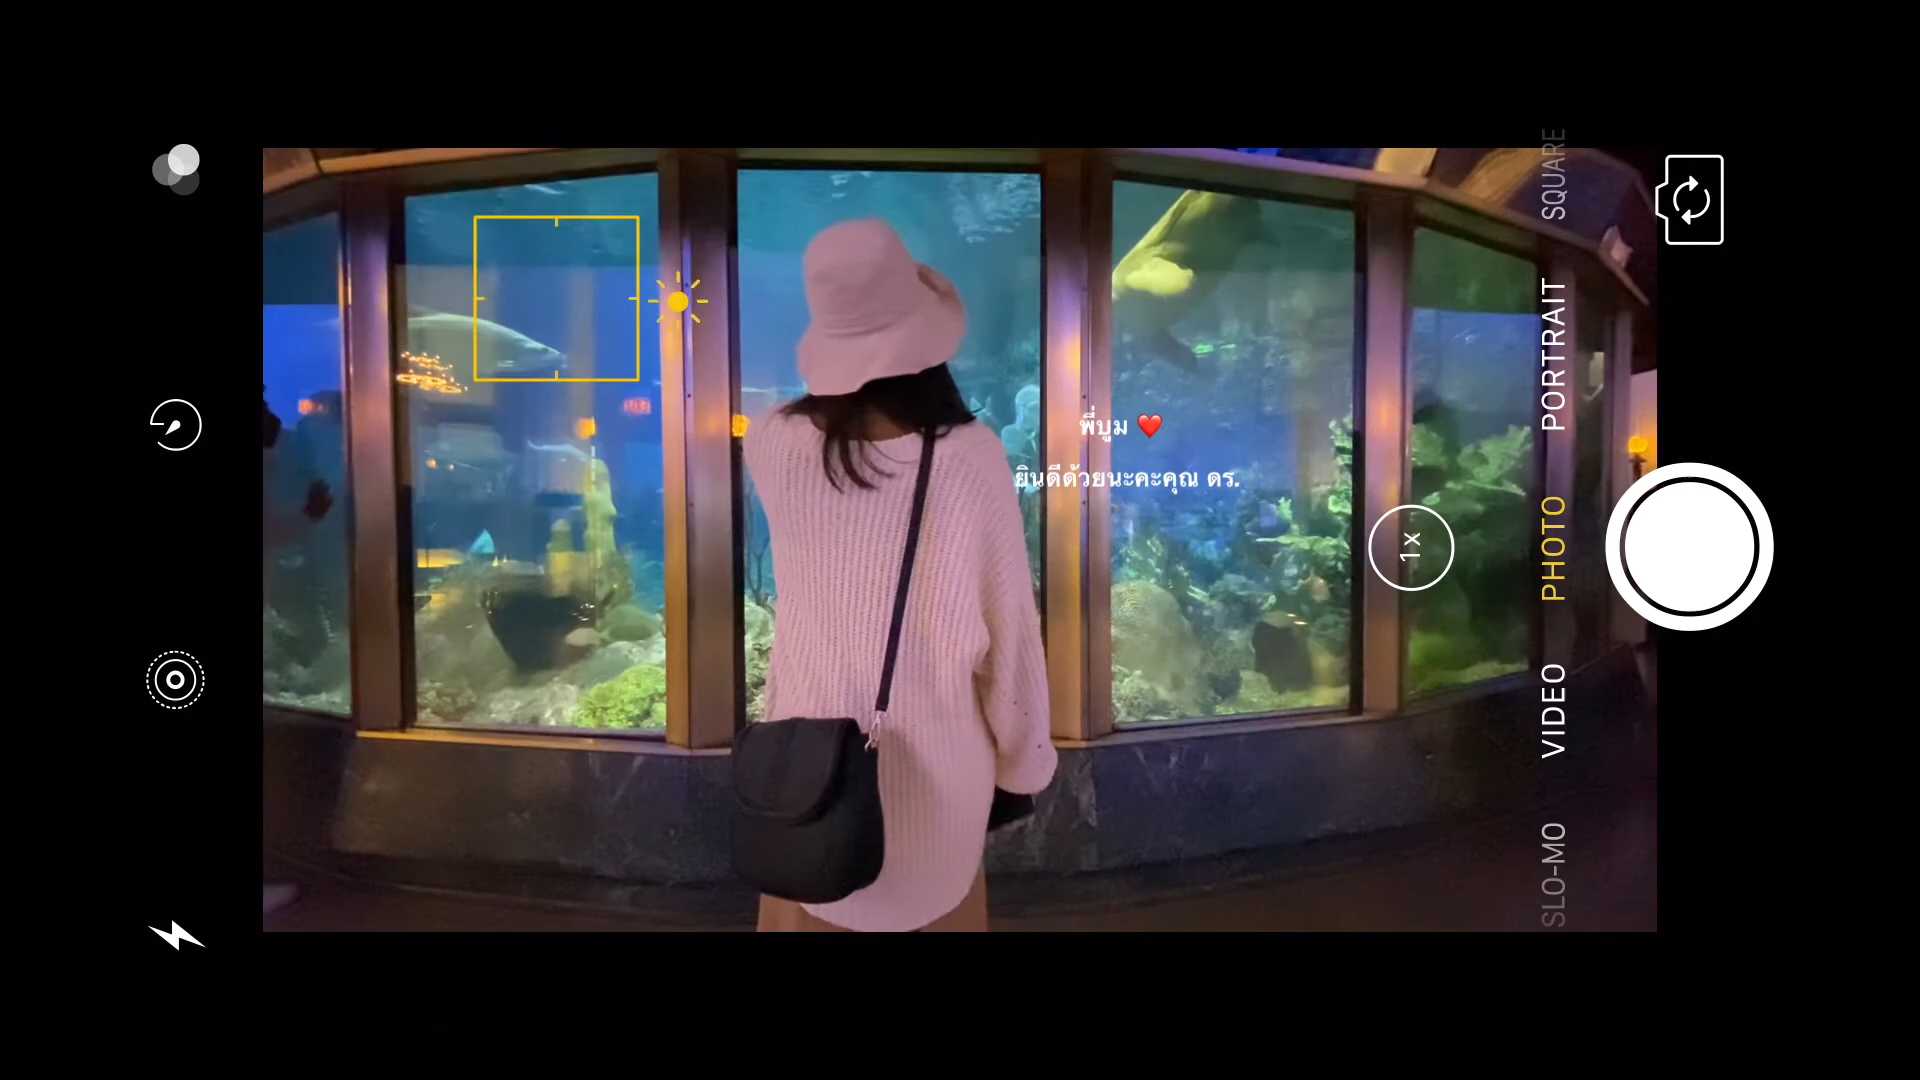 SQUARE
PORTRAIT
พี่บูม ❤️
ยินดีด้วยนะคะคุณ ดร.
1x
PHOTO
VIDEO
SLO-MO